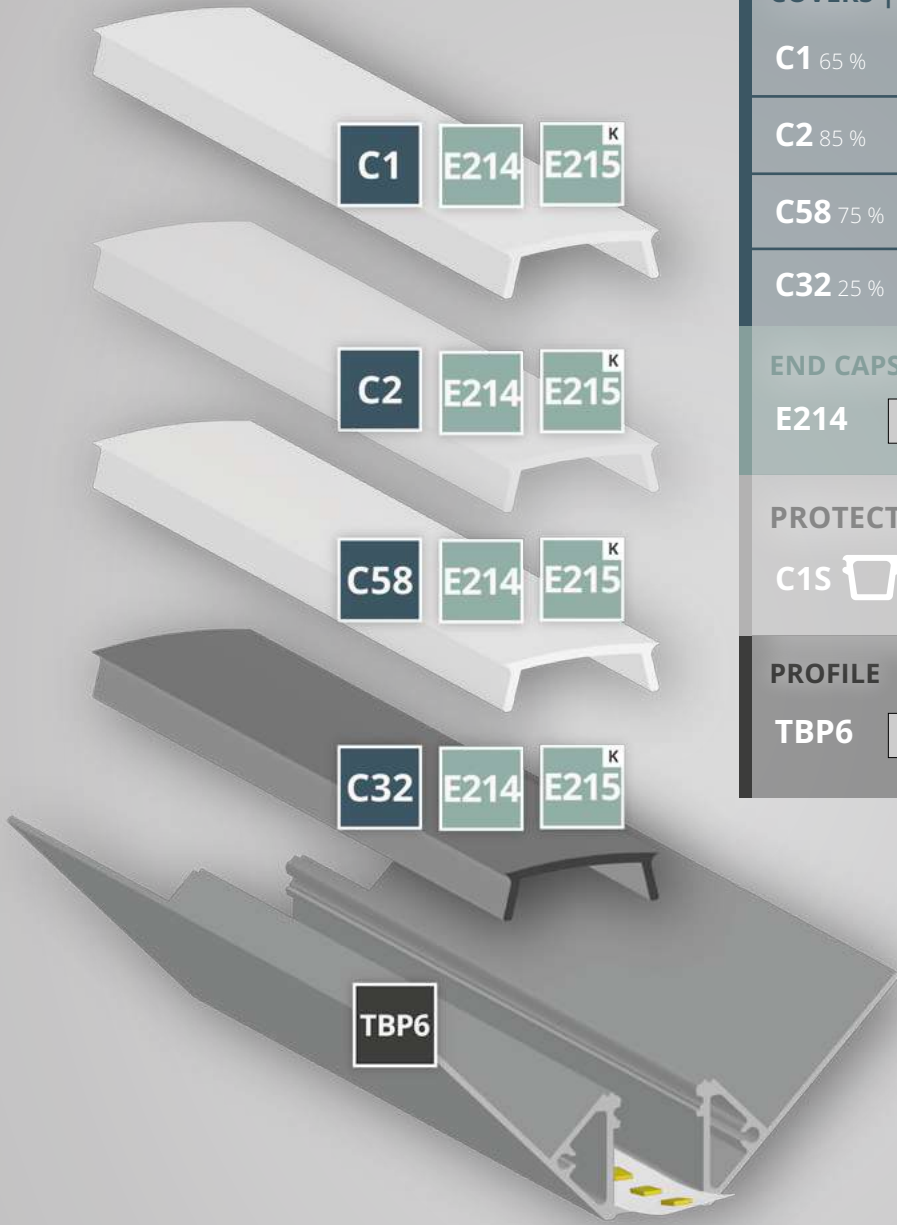 C1 E214 E215 K
C2 E214 E215 K
C58 E214 E215 K
C32 E214 E215 K
TBP6
COVERS |
C1 65 %
C2 85 %
C58 75 %
C32 25 %
END CAPS
E214
PROTECT
C1S
PROFILE
TBP6